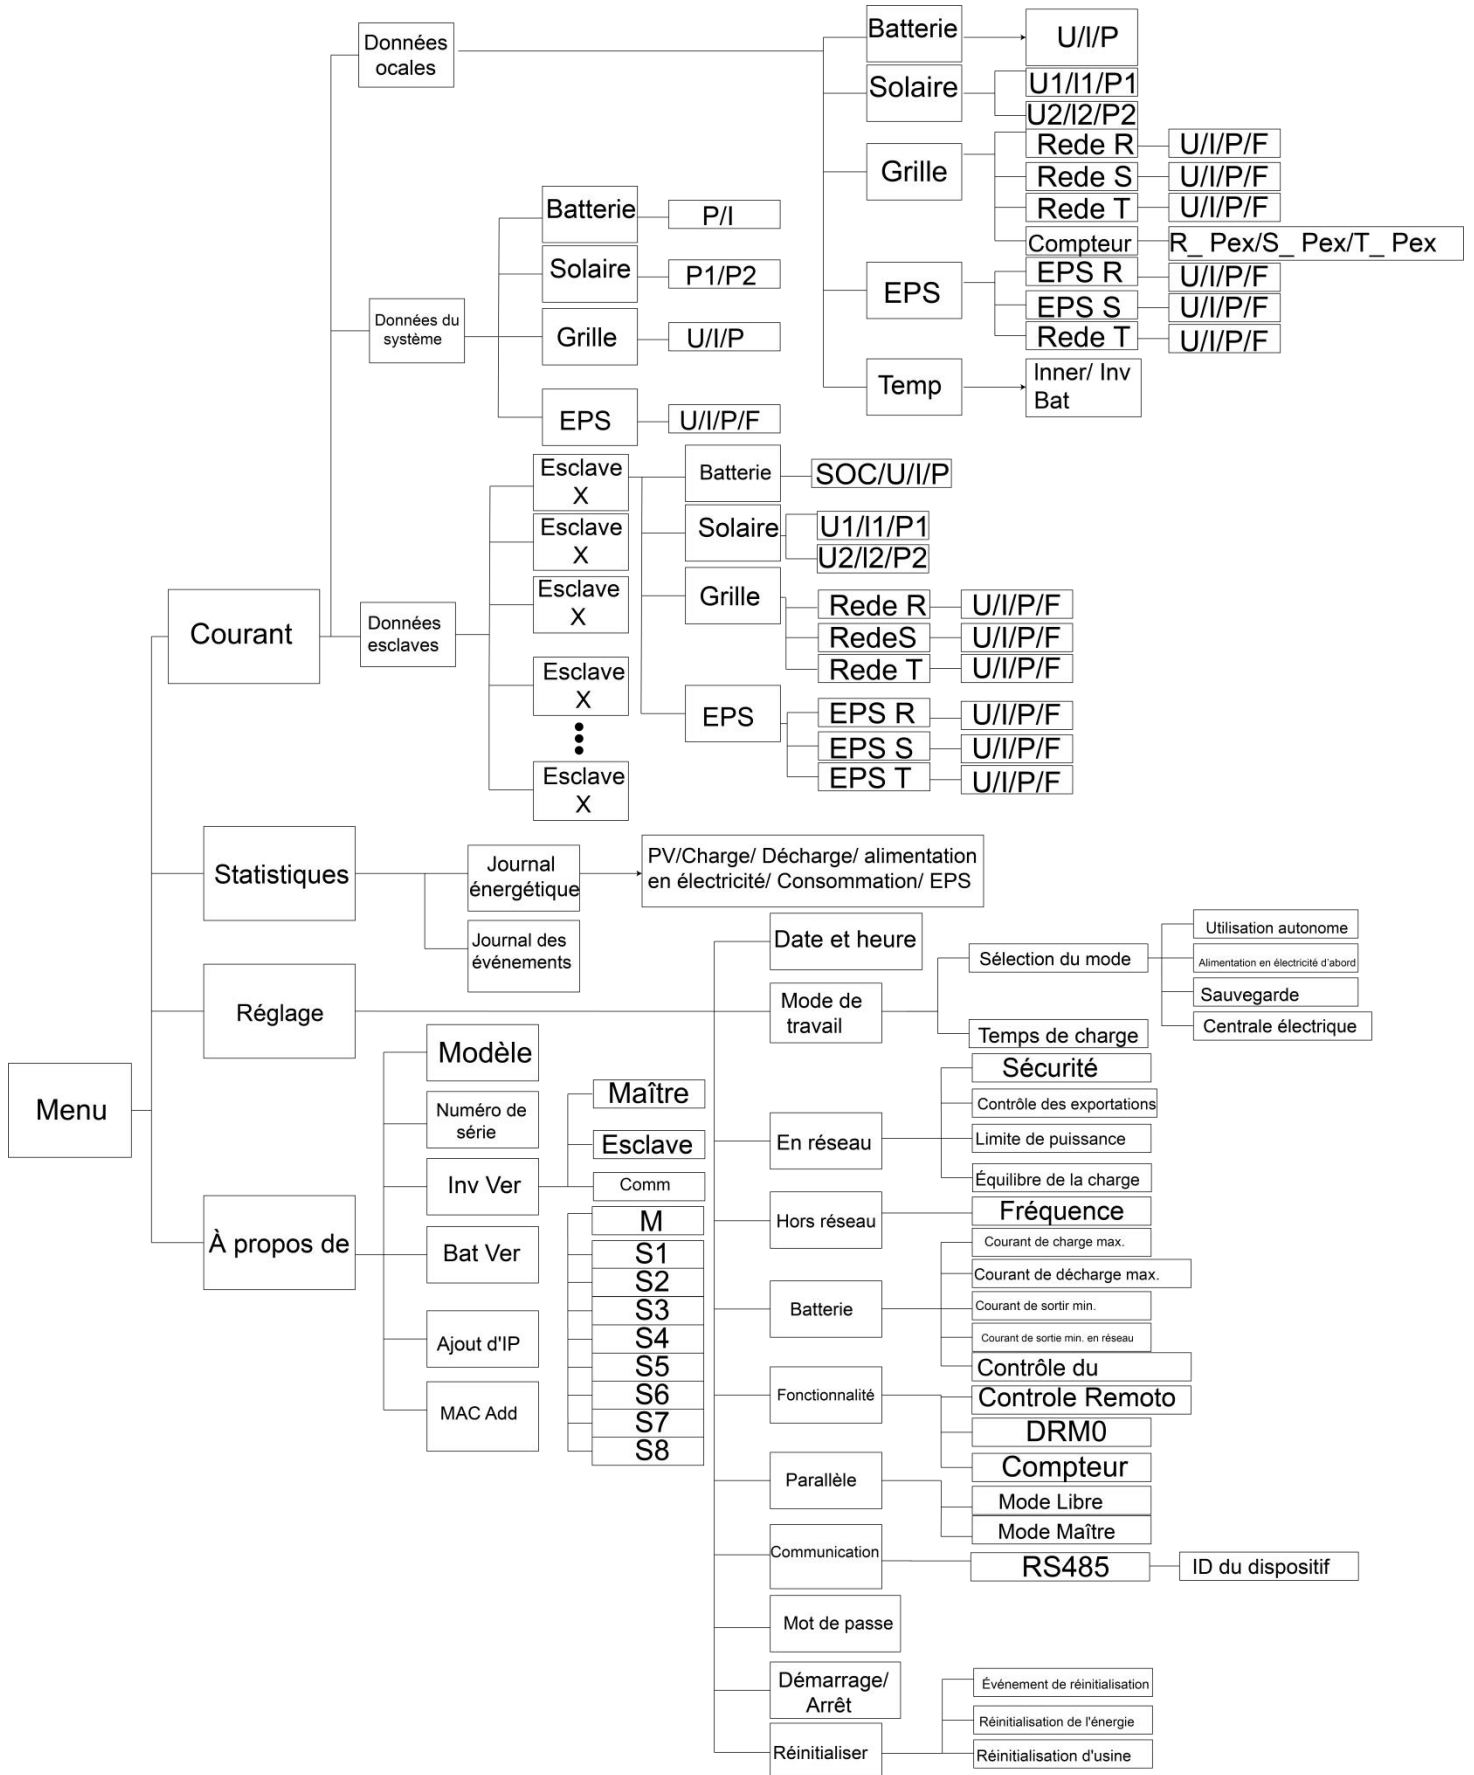 Données
ocales
Batterie
U/I/P
Solaire
U1/I1/P1
U2/I2/P2
Grille
Rede R
U/I/P/F
Rede S
U/I/P/F
Rede T
U/I/P/F
Compteur
R_ Pex/S_ Pex/T_ Pex
EPS
EPS R
U/I/P/F
EPS S
U/I/P/F
Rede T
U/I/P/F
Temp
Inner/ Inv
Bat
Données du
système
Batterie
P/I
Solaire
P1/P2
Grille
U/I/P
EPS
U/I/P/F
Courant
Données
esclaves
Esclave
X
Esclave
X
Esclave
X
Esclave
X
Esclave
X
Batterie
SOC/U/I/P
Solaire
U1/I1/P1
U2/I2/P2
Grille
Rede R
U/I/P/F
RedeS
U/I/P/F
Rede T
U/I/P/F
EPS
EPS R
U/I/P/F
EPS S
U/I/P/F
EPS T
U/I/P/F
Statistiques
Journal
énergétique
PV/Charge/ Décharge/ alimentation
en électricité/ Consommation/ EPS
Journal des
événements
Réglage
Date et heure
Mode de
travail
Sélection du mode
Utilisation autonome
Alimentation en électricité d'abord
Sauvegarde
Centrale électrique
Temps de charge
En réseau
Sécurité
Contrôle des exportations
Limite de puissance
Équilibre de la charge
Hors réseau
Fréquence
Batterie
Courant de charge max.
Courant de décharge max.
Courant de sortir min.
Courant de sortie min. en réseau
Contrôle du
Fonctionnalité
Controle Remoto
DRM0
Compteur
Parallèle
Mode Libre
Mode Maître
Communication
RS485
ID du dispositif
Mot de passe
Démarrage/
Arrêt
Réinitialiser
Événement de réinitialisation
Réinitialisation de l'énergie
Réinitialisation d'usine
Menu
À propos de
Modèle
Numéro de
série
Inv Ver
Maître
Esclave
Comm
Bat Ver
M
S1
S2
S3
S4
S5
S6
S7
S8
Ajout d'IP
MAC Add